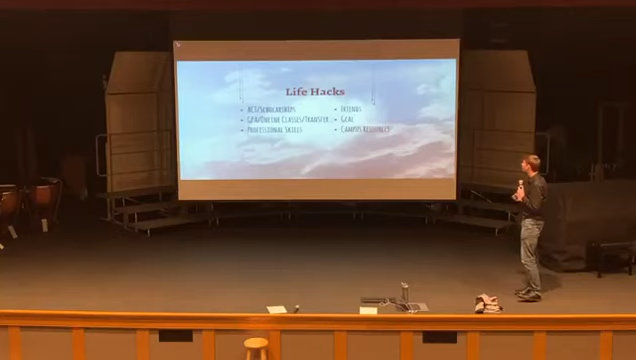 Life Hacks
• ACT/Scholarships
• GPA/Online Classes/Transfer...
• Professional Skills
• Friends
• Goal
• Campus Resources